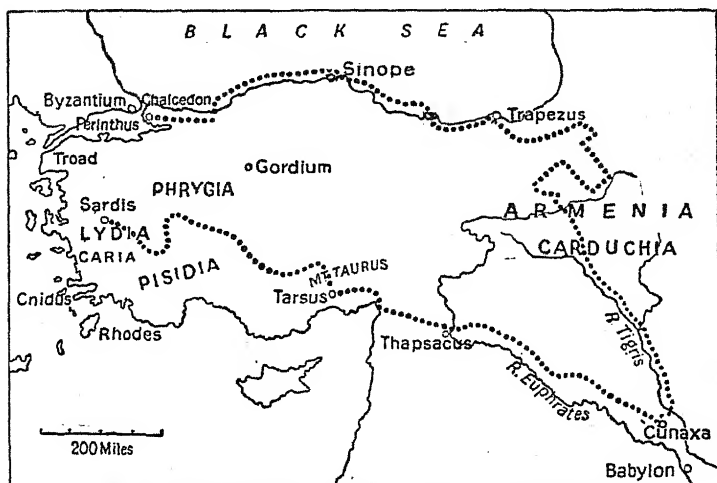 BLACK SEA
Sinope
Byzantium
Chalcedon
Perinthus
Trapezus
Troad
Gordium
PHRYGIA
Sardis
ARMENIA
LYDIA
CARDUCHIA
CARIA
PISIDIA
MT. TAURUS
Cnidus
Tarsus
Rhodes
Thapsacus
R. Tigris
R. Euphrates
Cunaxa
200 Miles
Babylon